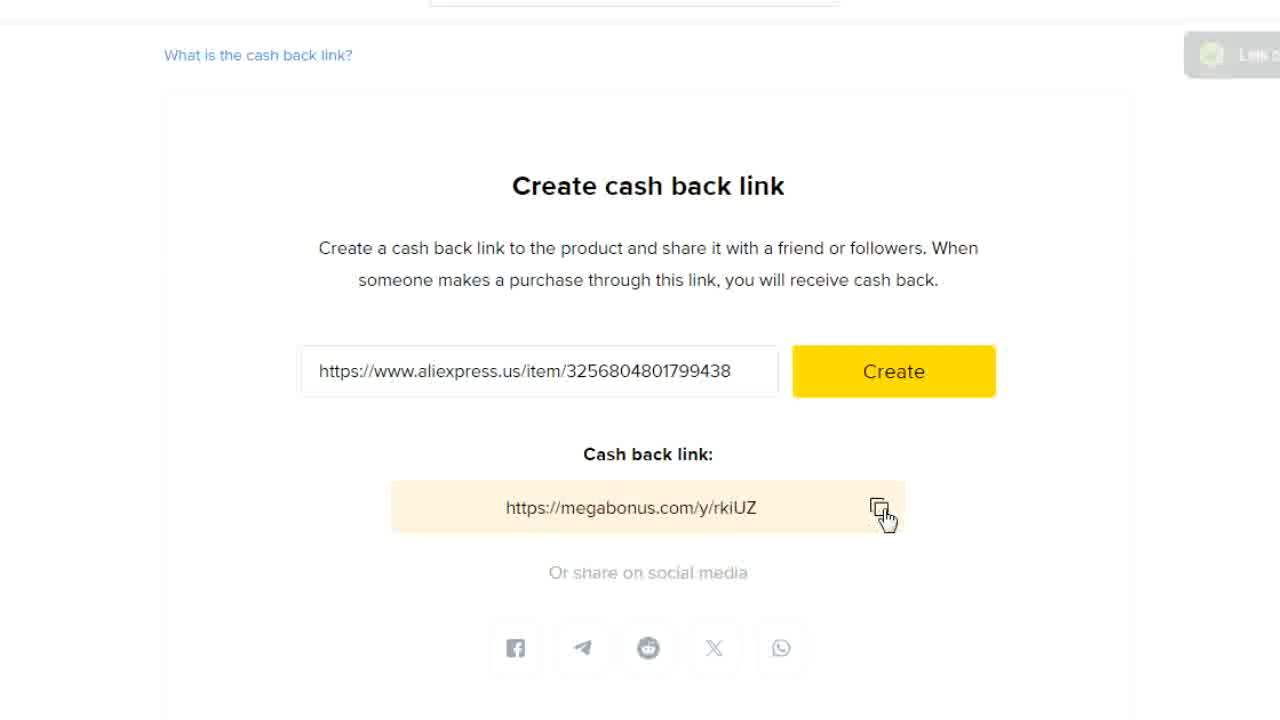 What is the cash back link?
Create cash back link
Create a cash back link to the product and share it with a friend or followers. When
someone makes a purchase through this link, you will receive cash back.
https://www.aliexpress.us/item/3256804801799438
Create
Cash back link:
https://megabonus.com/y/rkiUZ
Or share on social media